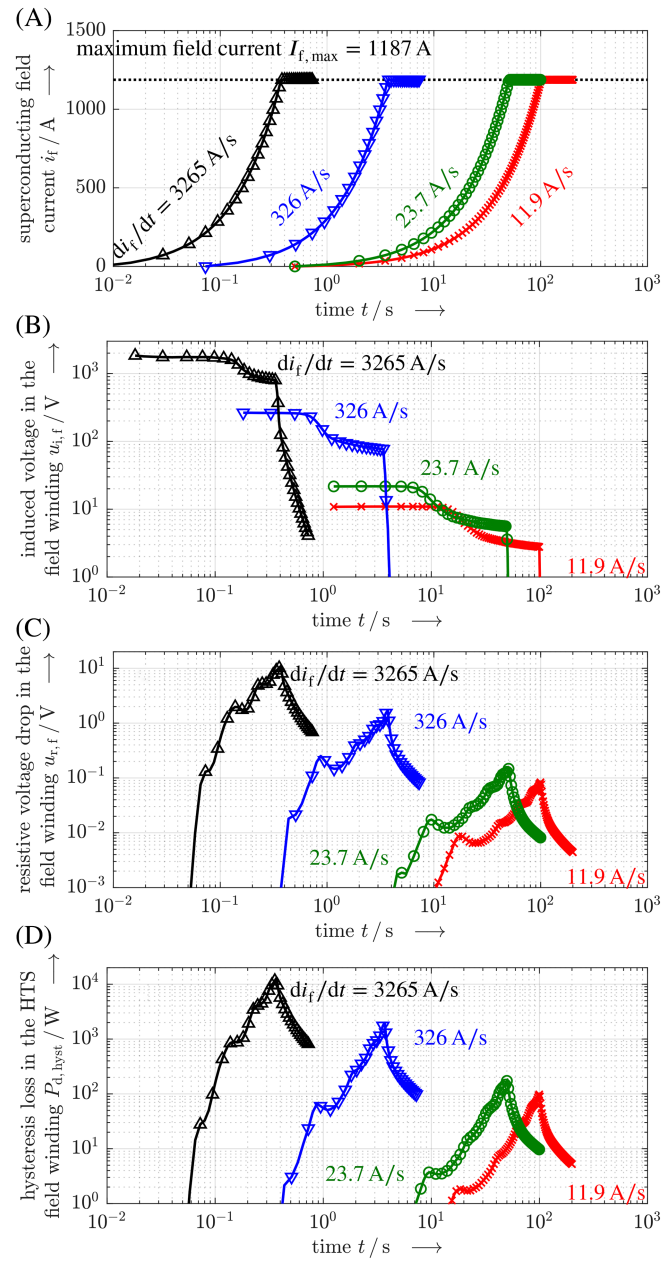 (A)
maximum field current I_f,max = 1187 A
superconducting field
current i_f / A ⟶
1500
1000
500
0
di_f/dt = 3265 A/s
326 A/s
23.7 A/s
11.9 A/s
10^−2 10^−1 10^0 10^1 10^2 10^3
time t / s ⟶
(B)
induced voltage in the
field winding u_i,f / V ⟶
10^3
10^2
10^1
10^0
di_f/dt = 3265 A/s
326 A/s
23.7 A/s
11.9 A/s
10^−2 10^−1 10^0 10^1 10^2 10^3
time t / s ⟶
(C)
resistive voltage drop in the
field winding u_r,f / V ⟶
10^1
10^0
10^−1
10^−2
10^−3
di_f/dt = 3265 A/s
326 A/s
23.7 A/s
11.9 A/s
10^−2 10^−1 10^0 10^1 10^2 10^3
time t / s ⟶
(D)
hysteresis loss in the HTS
field winding P_d,hyst / W ⟶
10^4
10^3
10^2
10^1
10^0
di_f/dt = 3265 A/s
326 A/s
23.7 A/s
11.9 A/s
10^−2 10^−1 10^0 10^1 10^2 10^3
time t / s ⟶